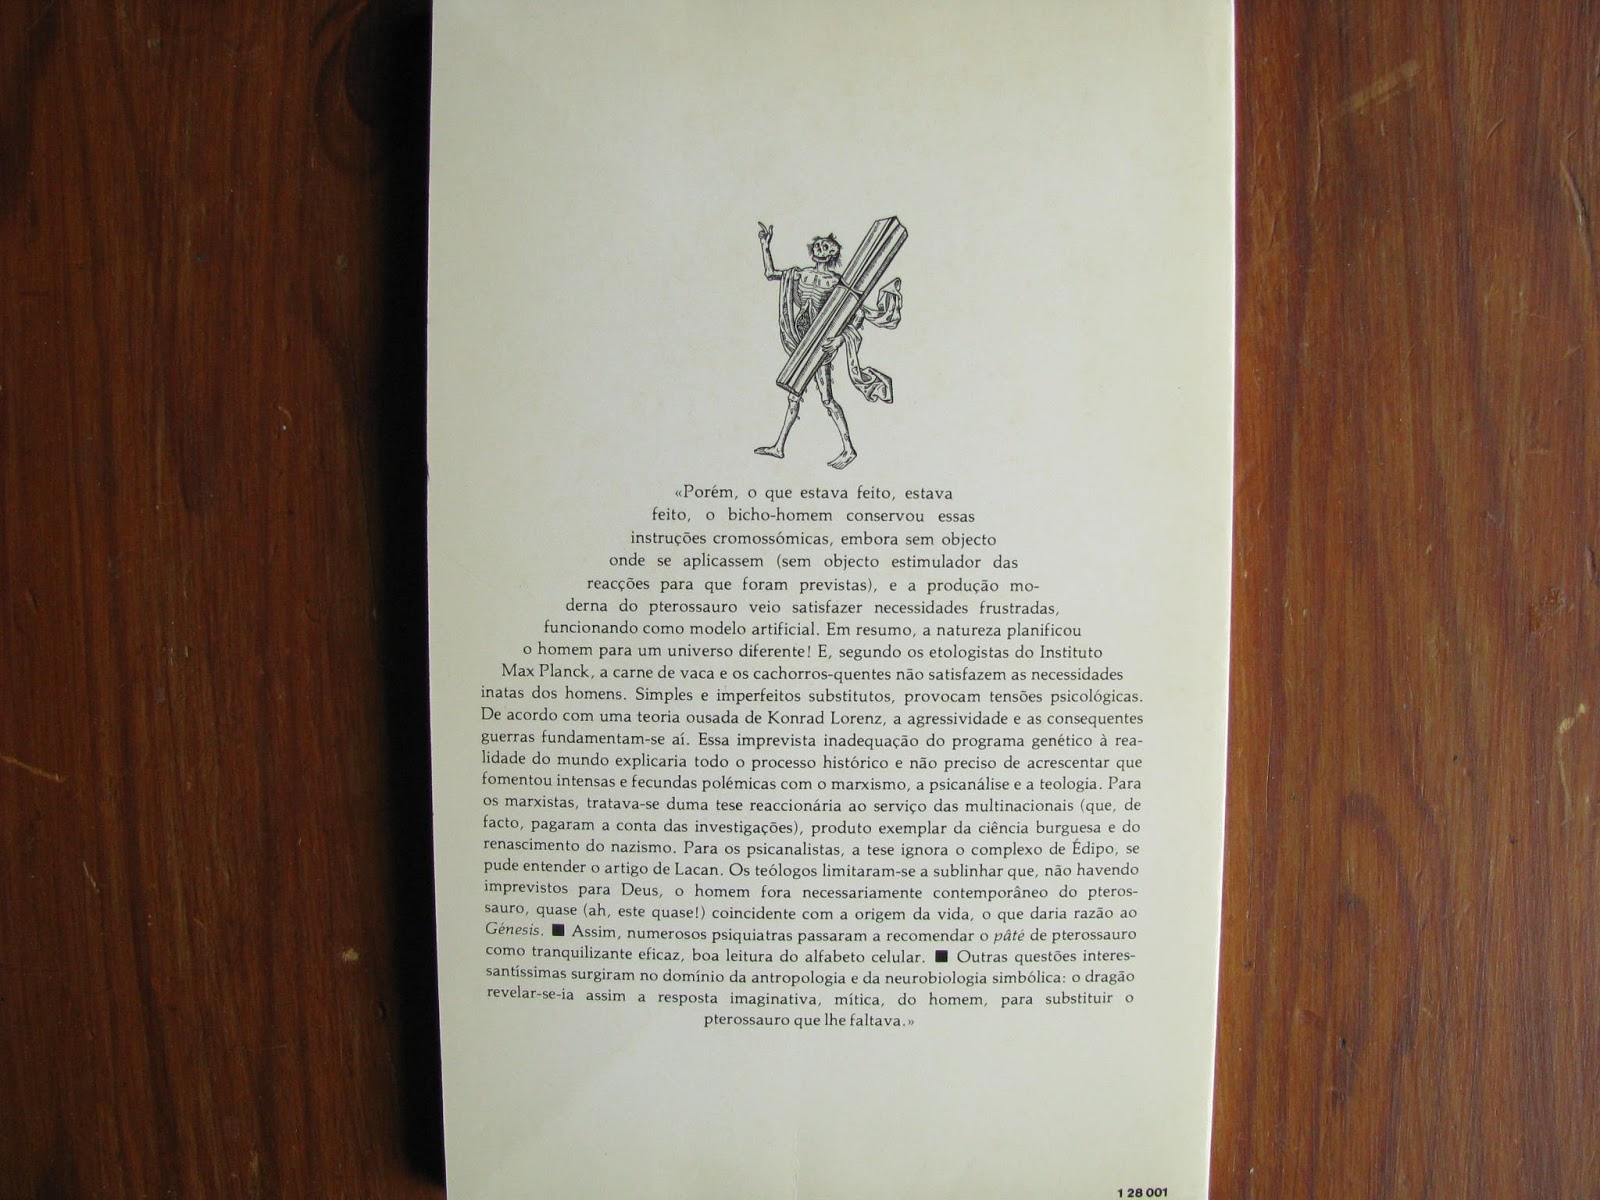 «Porém, o que estava feito, estava
feito, o bicho-homem conservou essas
instruções cromossómicas, embora sem objecto
onde se aplicassem (sem objecto estimulador das
reacções para que foram previstas), e a produção mo-
derna do pterossauro veio satisfazer necessidades frustradas,
funcionando como modelo artificial. Em resumo, a natureza planificou
o homem para um universo diferente! E, segundo os etologistas do Instituto
Max Planck, a carne de vaca e os cachorros-quentes não satisfazem as necessidades
inatas dos homens. Simples e imperfeitos substitutos, provocam tensões psicológicas.
De acordo com uma teoria ousada de Konrad Lorenz, a agressividade e as consequentes
guerras fundamentam-se aí. Essa imprevista inadequação do programa genético à rea-
lidade do mundo explicaria todo o processo histórico e não preciso de acrescentar que
fomentou intensas e fecundas polémicas com o marxismo, a psicanálise e a teologia. Para
os marxistas, tratava-se duma tese reaccionária ao serviço das multinacionais (que, de
facto, pagaram a conta das investigações), produto exemplar da ciência burguesa e do
renascimento do nazismo. Para os psicanalistas, a tese ignora o complexo de Édipo, se
pude entender o artigo de Lacan. Os teólogos limitaram-se a sublinhar que, não havendo
imprevistos para Deus, o homem fora necessariamente contemporâneo do pteros-
sauro, quase (ah, este quase!) coincidente com a origem da vida, o que daria razão ao
Génesis. ■ Assim, numerosos psiquiatras passaram a recomendar o pâté de pterossauro
como tranquilizante eficaz, boa leitura do alfabeto celular. ■ Outras questões interes-
santíssimas surgiram no domínio da antropologia e da neurobiologia simbólica: o dragão
revelar-se-ia assim a resposta imaginativa, mítica, do homem, para substituir o
pterossauro que lhe faltava.»
1 28 001